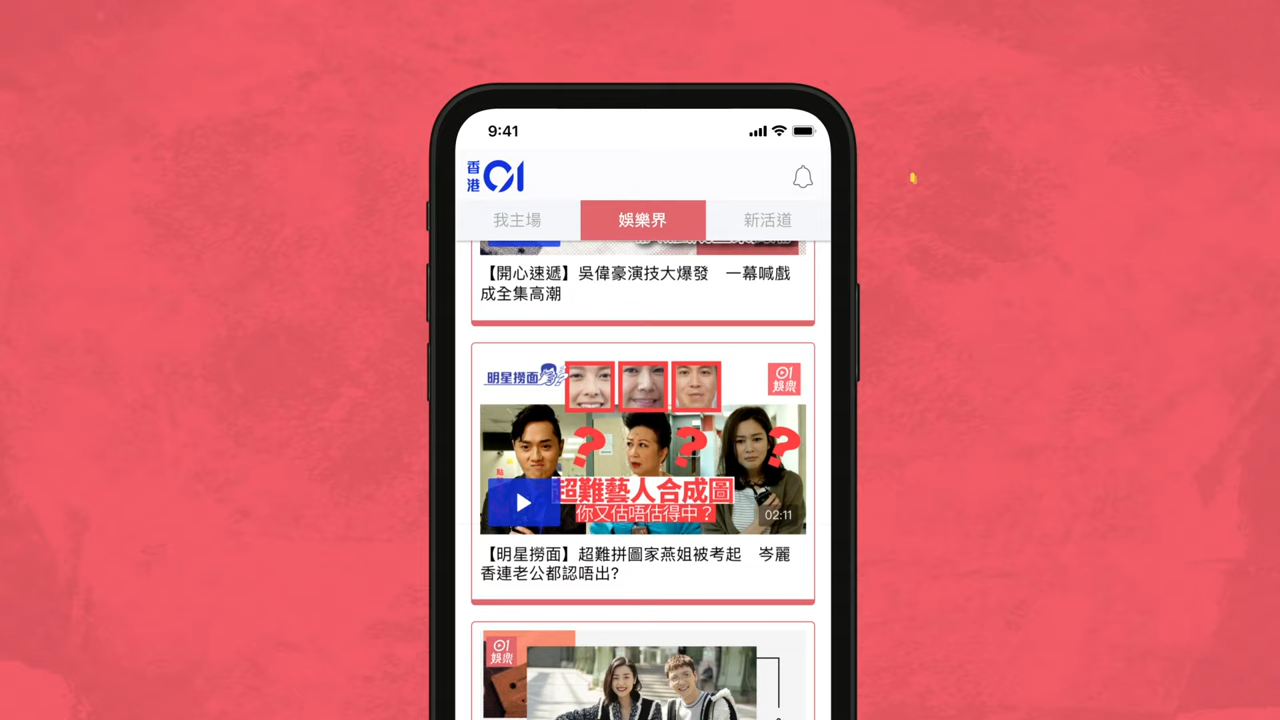 9:41
香港01
我主場
娛樂界
新活道
【開心速遞】吳偉豪演技大爆發　一幕喊戲
成全集高潮
明星撈面
01
娛樂
超難藝人合成圖
你又估唔估得中？
02:11
【明星撈面】超難拼圖家燕姐被考起　岑麗
香連老公都認唔出?
01
娛樂